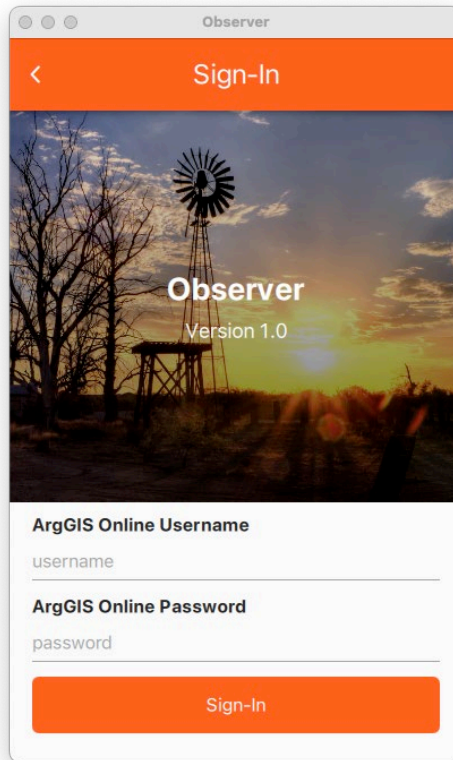 Observer
Sign-In
Observer
Version 1.0
ArgGIS Online Username
username
ArgGIS Online Password
password
Sign-In